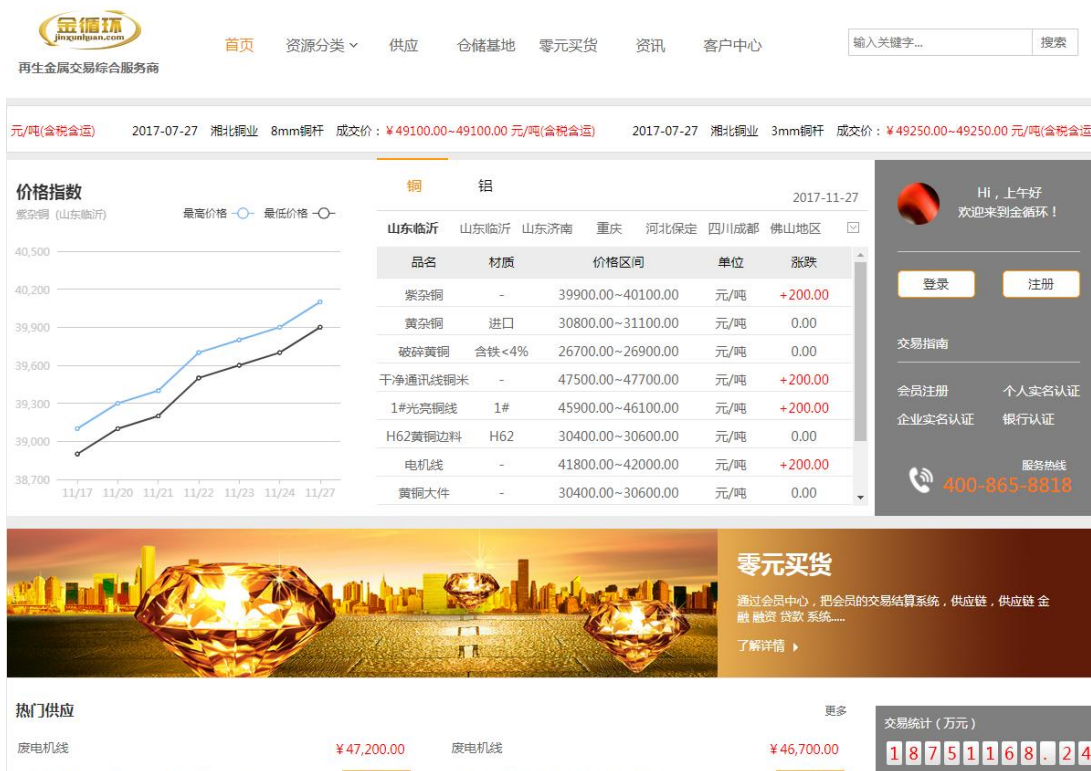 金循环
jinxunhuan.com
再生金属交易综合服务商
首页 资源分类 供应 仓储基地 零元买货 资讯 客户中心
输入关键字... 搜索
元/吨(含税含运) 2017-07-27 湘北铜业 8mm铜杆 成交价：￥49100.00~49100.00 元/吨(含税含运) 2017-07-27 湘北铜业 3mm铜杆 成交价：￥49250.00~49250.00 元/吨(含税含运
价格指数
紫杂铜 (山东临沂) 最高价格 最低价格
40,500
40,200
39,900
39,600
39,300
39,000
38,700
11/17 11/20 11/21 11/22 11/23 11/24 11/27
铜 铝
2017-11-27
山东临沂 山东临沂 山东济南 重庆 河北保定 四川成都 佛山地区
品名 材质 价格区间 单位 涨跌
紫杂铜 - 39900.00~40100.00 元/吨 +200.00
黄杂铜 进口 30800.00~31100.00 元/吨 0.00
破碎黄铜 含铁<4% 26700.00~26900.00 元/吨 0.00
干净通讯线铜米 - 47500.00~47700.00 元/吨 +200.00
1#光亮铜线 1# 45900.00~46100.00 元/吨 +200.00
H62黄铜边料 H62 30400.00~30600.00 元/吨 0.00
电机线 - 41800.00~42000.00 元/吨 +200.00
黄铜大件 - 30400.00~30600.00 元/吨 0.00
Hi，上午好
欢迎来到金循环！
登录 注册
交易指南
会员注册 个人实名认证
企业实名认证 银行认证
服务热线
400-865-8818
零元买货
通过会员中心，把会员的交易结算系统，供应链，供应链 金
融 融资 贷款 系统.....
了解详情
热门供应 更多
废电机线 ￥47,200.00 废电机线 ￥46,700.00
交易统计（万元）
18751168.24